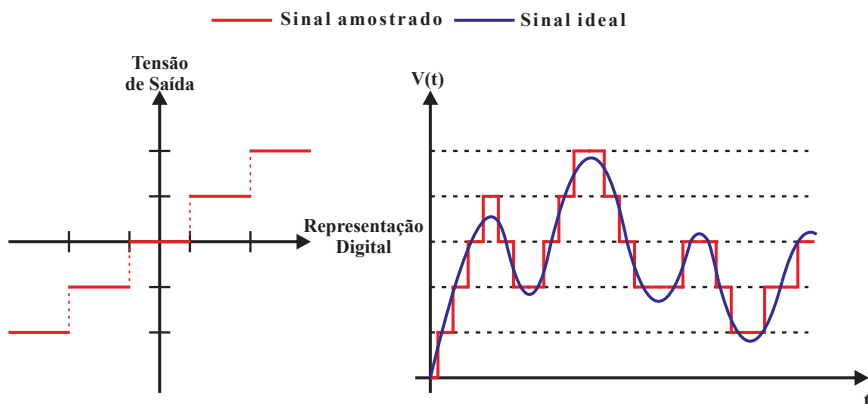 Sinal amostrado
Sinal ideal
Tensão
de Saída
V(t)
Representação
Digital